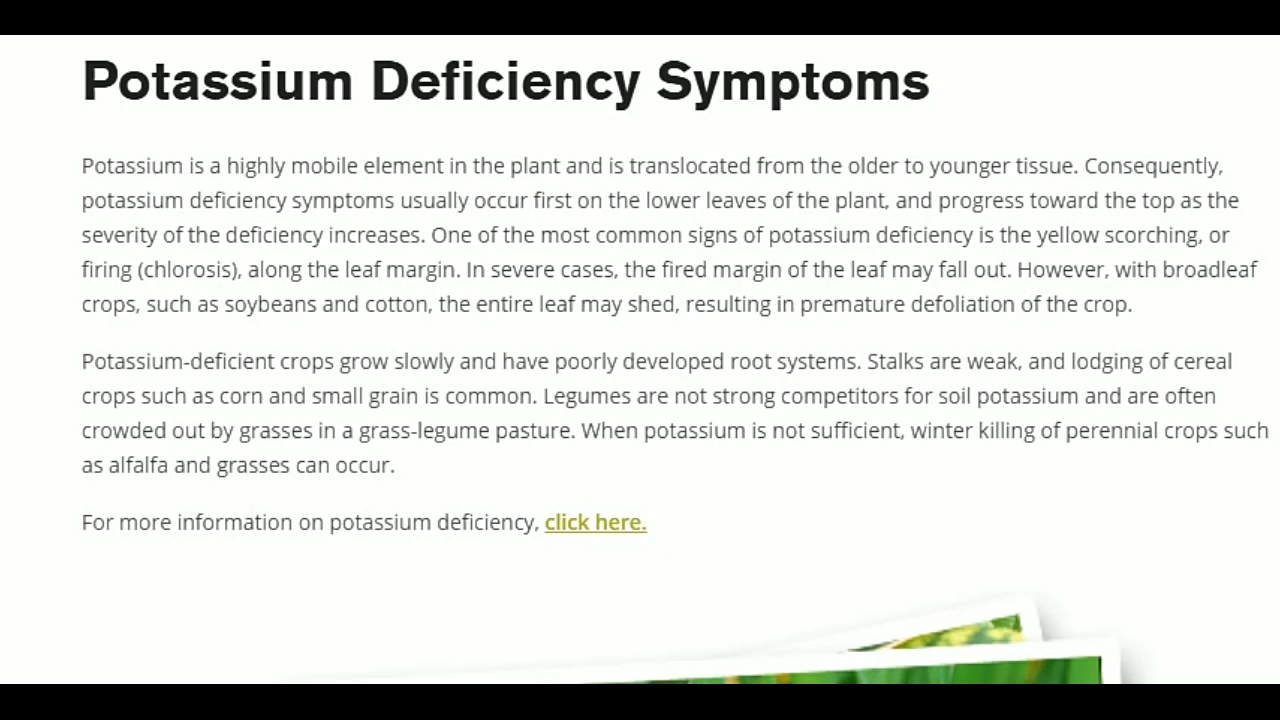 Potassium Deficiency Symptoms
Potassium is a highly mobile element in the plant and is translocated from the older to younger tissue. Consequently,
potassium deficiency symptoms usually occur first on the lower leaves of the plant, and progress toward the top as the
severity of the deficiency increases. One of the most common signs of potassium deficiency is the yellow scorching, or
firing (chlorosis), along the leaf margin. In severe cases, the fired margin of the leaf may fall out. However, with broadleaf
crops, such as soybeans and cotton, the entire leaf may shed, resulting in premature defoliation of the crop.
Potassium-deficient crops grow slowly and have poorly developed root systems. Stalks are weak, and lodging of cereal
crops such as corn and small grain is common. Legumes are not strong competitors for soil potassium and are often
crowded out by grasses in a grass-legume pasture. When potassium is not sufficient, winter killing of perennial crops such
as alfalfa and grasses can occur.
For more information on potassium deficiency, click here.